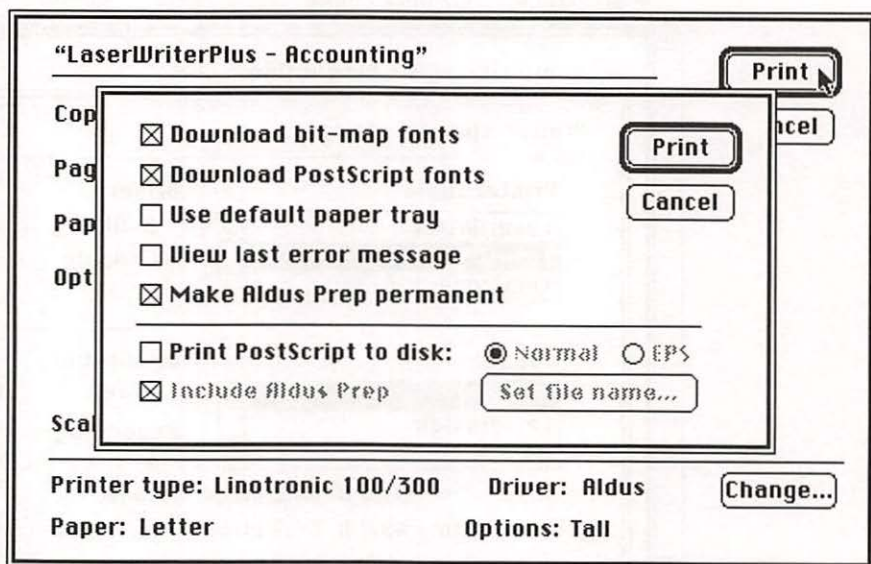 “LaserWriterPlus - Accounting”
Print
Cop
ncel
Pag
Pap
Opt
Scal
Download bit-map fonts
Print
Download PostScript fonts
Cancel
Use default paper tray
View last error message
Make Aldus Prep permanent
Print PostScript to disk:
Normal
EPS
Include Aldus Prep
Set file name...
Printer type: Linotronic 100/300
Driver: Aldus
Change...
Paper: Letter
Options: Tall